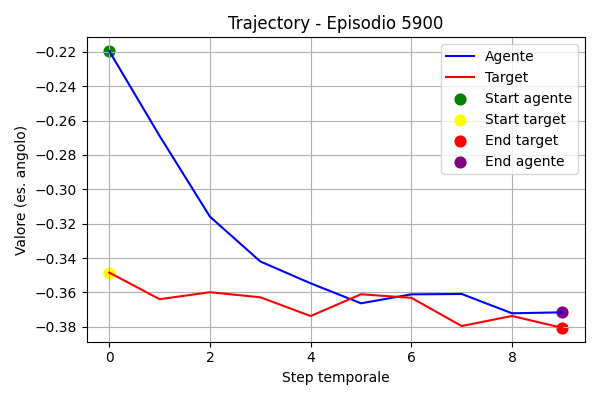 Trajectory - Episodio 5900
Valore (es. angolo)
−0.22
−0.24
−0.26
−0.28
−0.30
−0.32
−0.34
−0.36
−0.38
Agente
Target
Start agente
Start target
End target
End agente
0 2 4 6 8
Step temporale